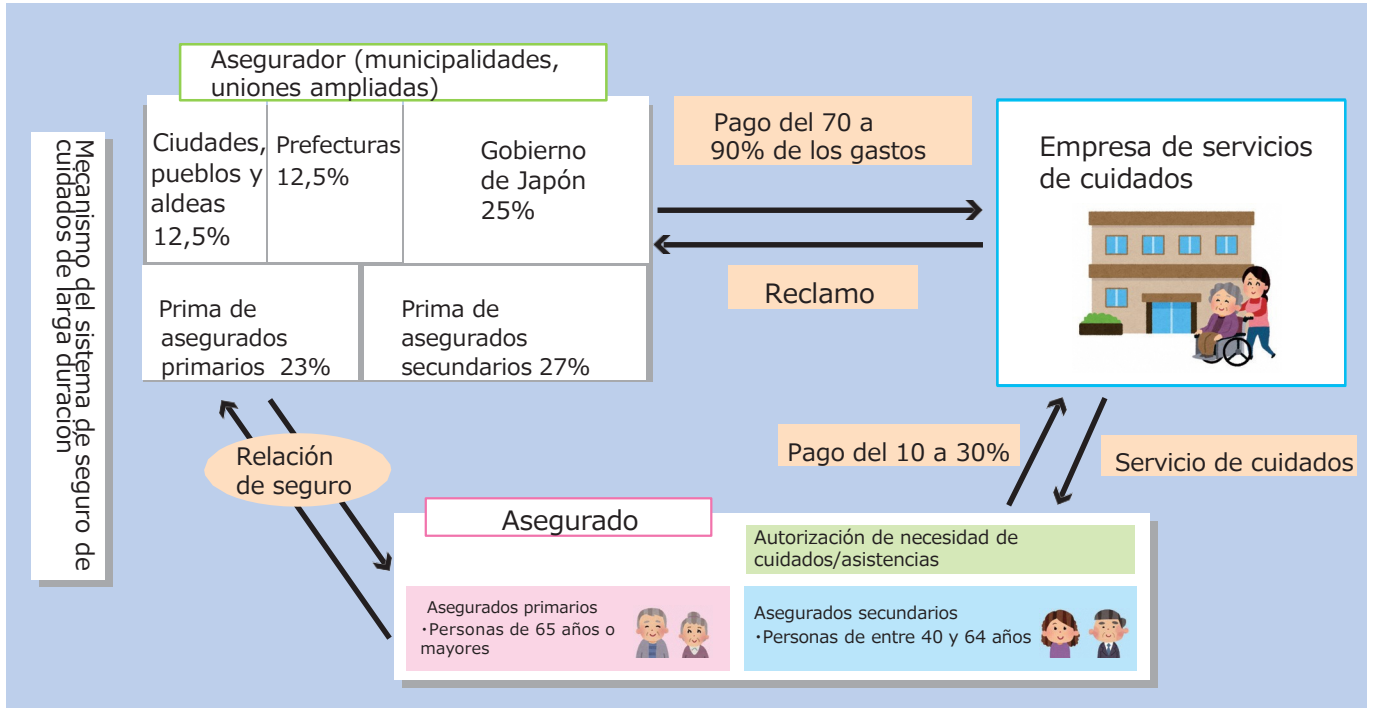 Mecanismo del sistema de seguro de
cuidados de larga duración
Asegurador (municipalidades,
uniones ampliadas)
Ciudades,
pueblos y
aldeas
12,5%
Prefecturas
12,5%
Gobierno
de Japón
25%
Prima de
asegurados
primarios 23%
Prima de
asegurados
secundarios 27%
Pago del 70 a
90% de los gastos
Reclamo
Empresa de servicios
de cuidados
Relación
de seguro
Pago del 10 a 30%
Servicio de cuidados
Asegurado
Autorización de necesidad de
cuidados/asistencias
Asegurados primarios
・Personas de 65 años o
mayores
Asegurados secundarios
・Personas de entre 40 y 64 años